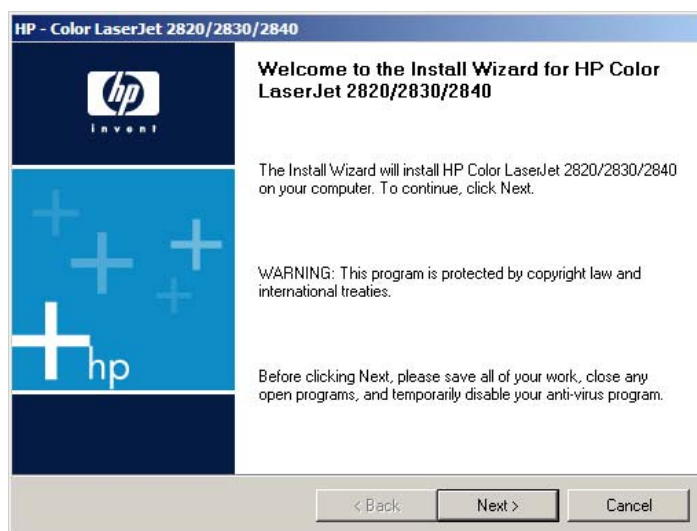 HP - Color LaserJet 2820/2830/2840
hp
invent
Welcome to the Install Wizard for HP Color
LaserJet 2820/2830/2840
The Install Wizard will install HP Color LaserJet 2820/2830/2840
on your computer. To continue, click Next.
WARNING: This program is protected by copyright law and
international treaties.
hp
Before clicking Next, please save all of your work, close any
open programs, and temporarily disable your anti-virus program.
< Back
Next >
Cancel